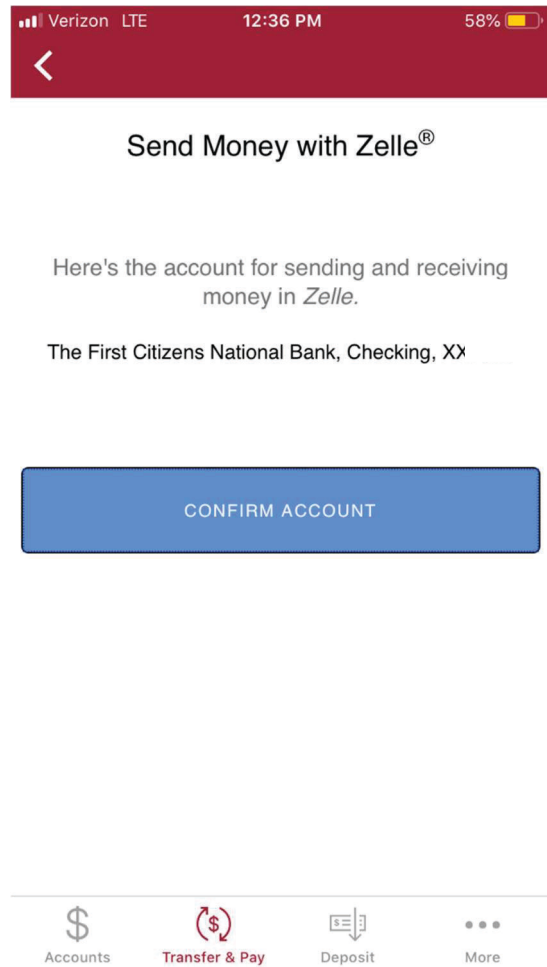 Verizon LTE 12:36 PM 58%
Send Money with Zelle®
Here's the account for sending and receiving
money in Zelle.
The First Citizens National Bank, Checking, XX
CONFIRM ACCOUNT
Accounts Transfer & Pay Deposit More